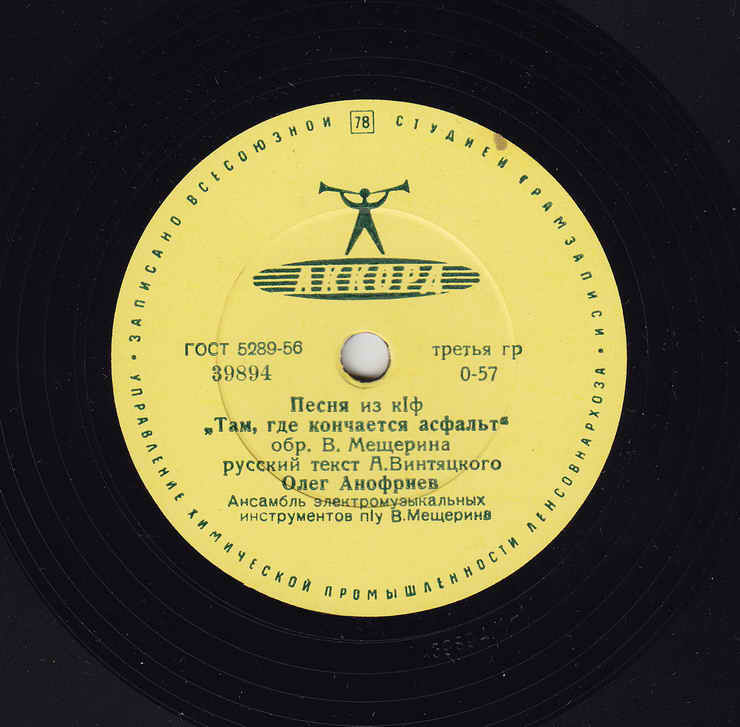 ЗАПИСАНО ВСЕСОЮЗНОЙ 78 СТУДИЕЙ ГРАМЗАПИСИ •
УПРАВЛЕНИЕ ХИМИЧЕСКОЙ ПРОМЫШЛЕННОСТИ ЛЕНСОВНАРХОЗА •
АККОРД
ГОСТ 5289-56
третья гр
39894
0-57
Песня из к|ф
„Там, где кончается асфальт“
обр. В. Мещерина
русский текст А.Винтяцкого
Олег Анофриев
Ансамбль электромузыкальных
инструментов п|у В.Мещерина